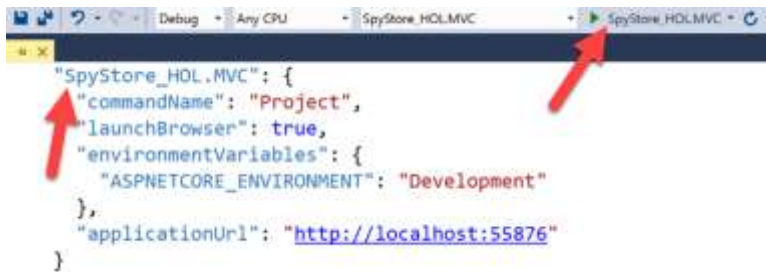 Debug Any CPU SpyStore_HOL.MVC SpyStore_HOL.MVC
"SpyStore_HOL.MVC": {
"commandName": "Project",
"launchBrowser": true,
"environmentVariables": {
"ASPNETCORE_ENVIRONMENT": "Development"
},
"applicationUrl": "http://localhost:55876"
}